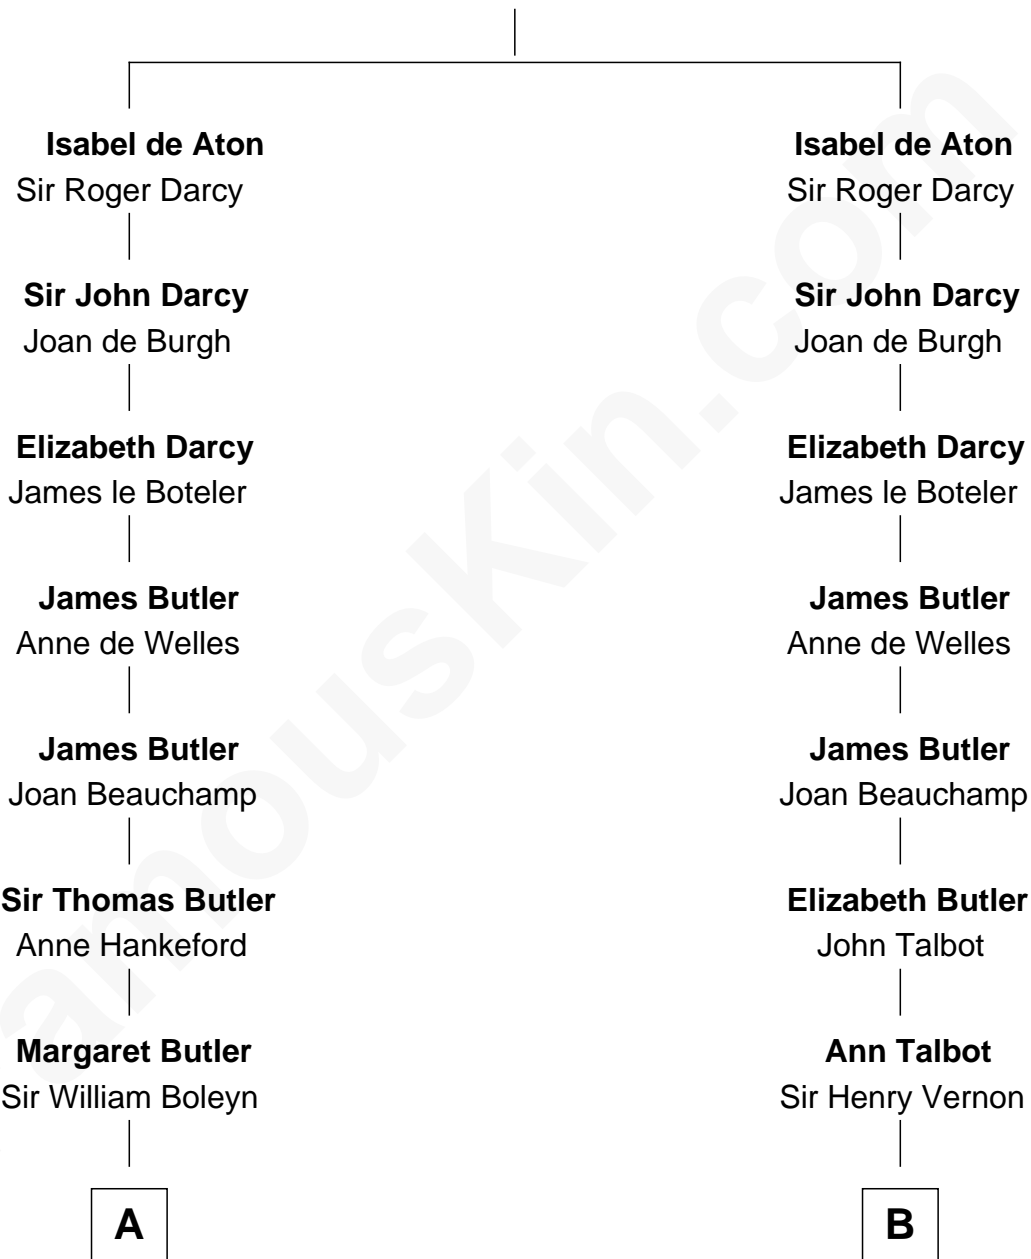 Isabel de Aton
Sir Roger Darcy
Sir John Darcy
Joan de Burgh
Elizabeth Darcy
James le Boteler
James Butler
Anne de Welles
James Butler
Joan Beauchamp
Sir Thomas Butler
Anne Hankeford
Margaret Butler
Sir William Boleyn
A
Isabel de Aton
Sir Roger Darcy
Sir John Darcy
Joan de Burgh
Elizabeth Darcy
James le Boteler
James Butler
Anne de Welles
James Butler
Joan Beauchamp
Elizabeth Butler
John Talbot
Ann Talbot
Sir Henry Vernon
B
amouskin.com